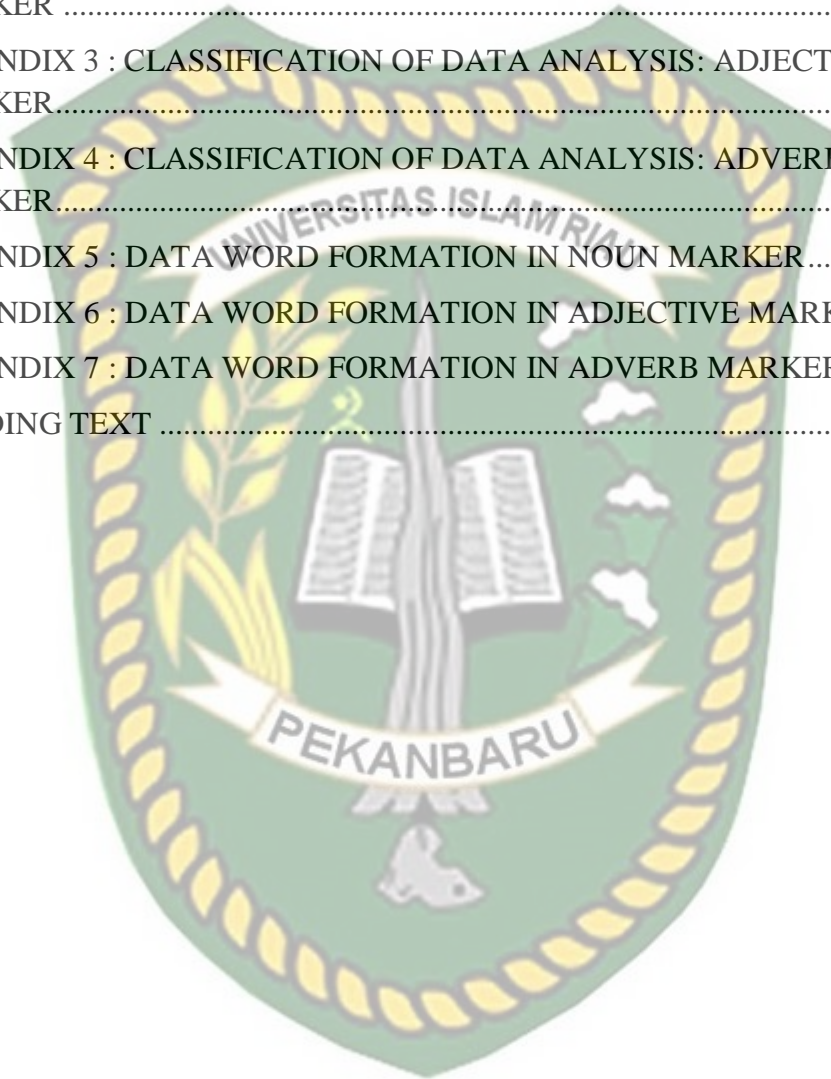 KER ....................................................................................................
NDIX 3 : CLASSIFICATION OF DATA ANALYSIS: ADJECT
KER....................................................................................................
NDIX 4 : CLASSIFICATION OF DATA ANALYSIS: ADVER
KER....................................................................................................
UNIVERSITAS ISLAM RIAU
NDIX 5 : DATA WORD FORMATION IN NOUN MARKER...
NDIX 6 : DATA WORD FORMATION IN ADJECTIVE MARK
NDIX 7 : DATA WORD FORMATION IN ADVERB MARKER
DING TEXT ....................................................................................................
PEKANBARU